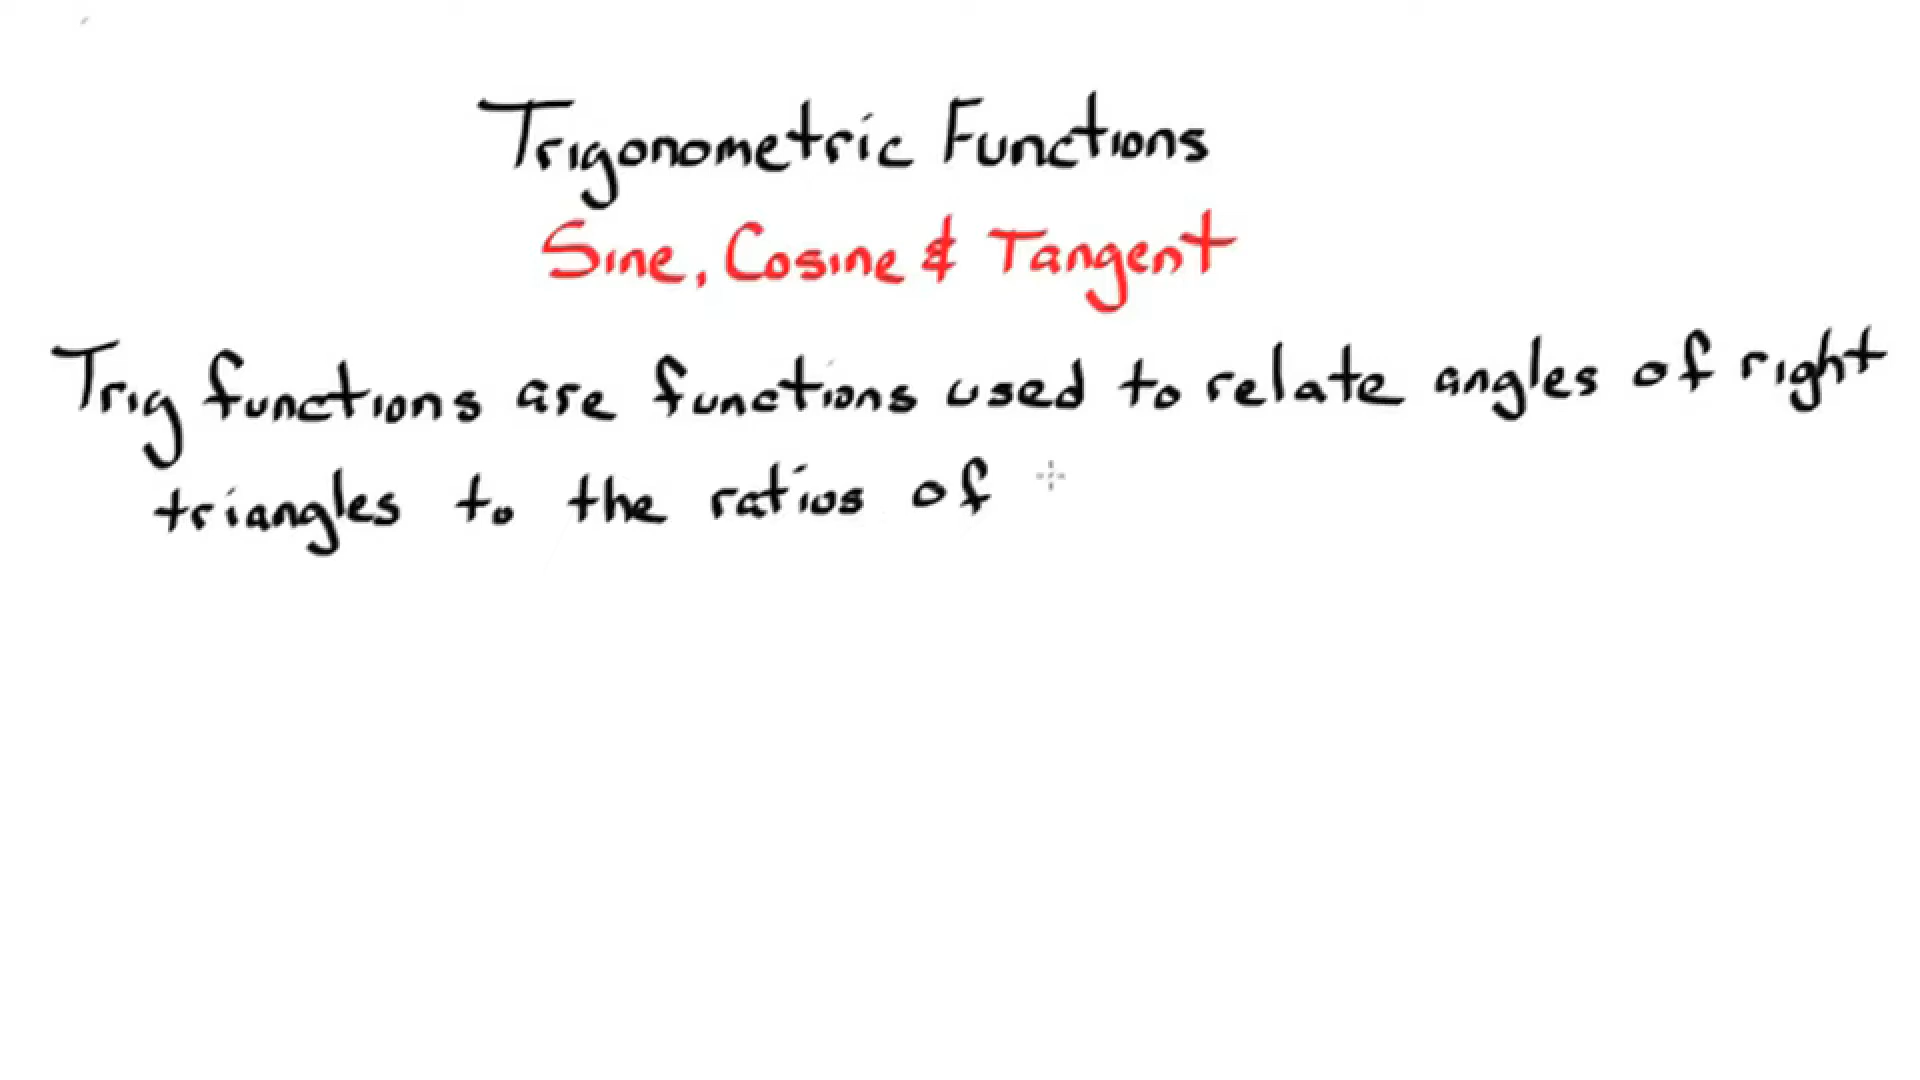 Trigonometric Functions
Sine, Cosine & Tangent
Trig functions are functions used to relate angles of right
triangles to the ratios of